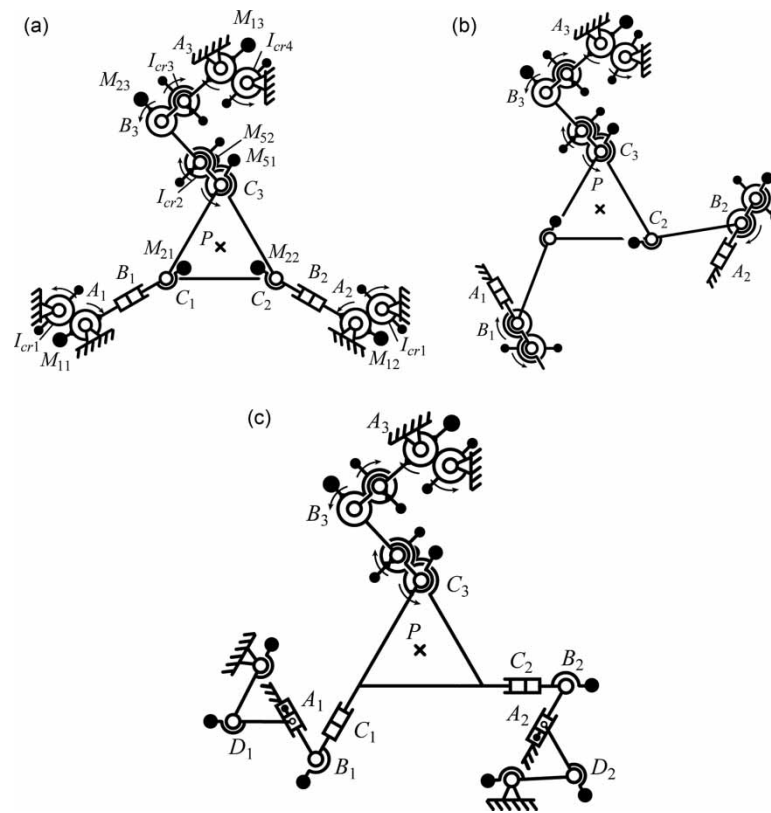 (a)
M13
A3
Icr4
Icr3
M23
B3
M52
M51
Icr2
C3
P
M21
M22
B1
B2
A1
A2
C1
C2
Icr1
M11
M12
Icr1
(b)
A3
B3
C3
P
C2
B2
A2
A1
B1
(c)
A3
B3
C3
P
C2
B2
A1
A2
C1
D1
B1
D2